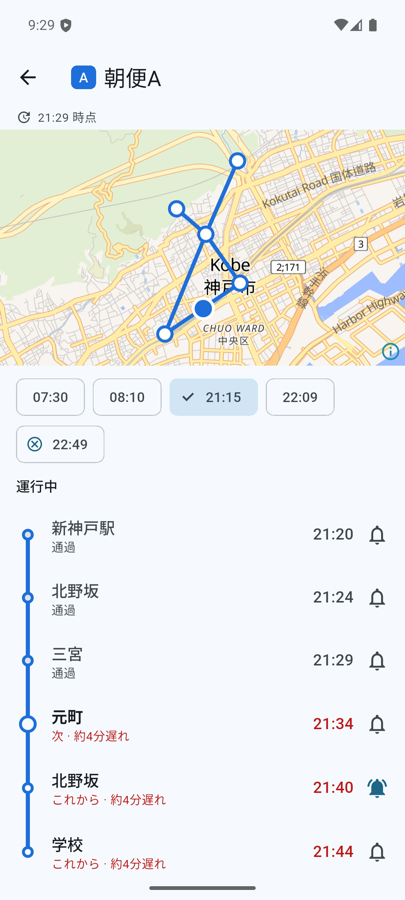 9:29
A 朝便A
21:29 時点
Kokutai Road 国体道路
3
Kobe
神戸市
2;171
CHUO WARD
中央区
Harbor Highway
07:30
08:10
21:15
22:09
22:49
運行中
新神戸駅 21:20
通過
北野坂 21:24
通過
三宮 21:29
通過
元町 21:34
次 · 約4分遅れ
北野坂 21:40
これから · 約4分遅れ
学校 21:44
これから · 約4分遅れ